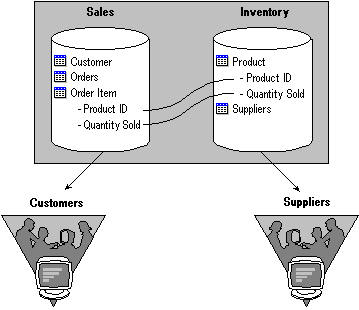 Sales
Customer
Orders
Order Item
- Product ID
- Quantity Sold
Inventory
Product
- Product ID
- Quantity Sold
Suppliers
Customers
Suppliers